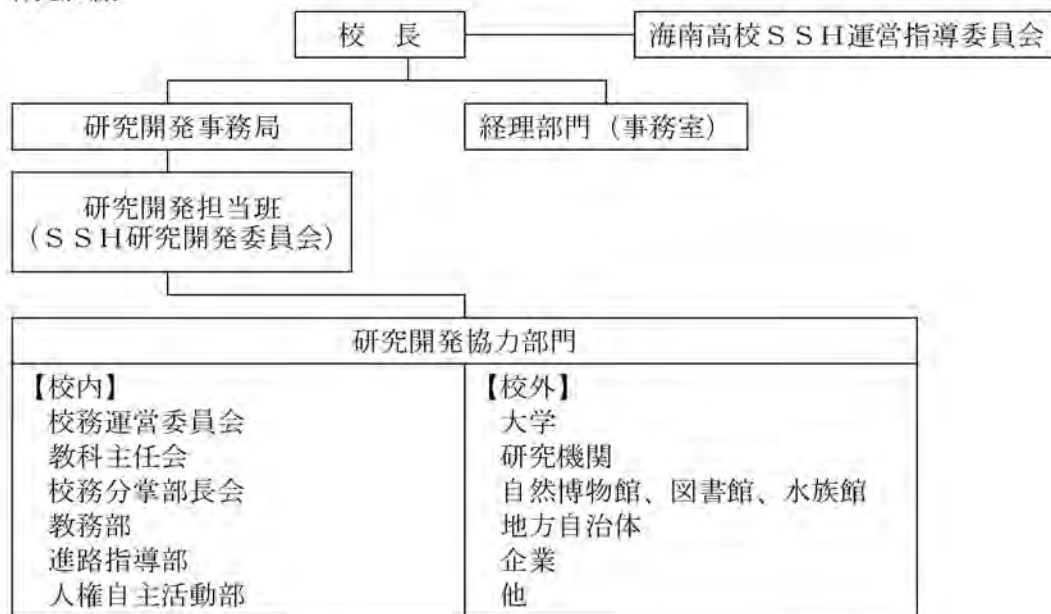 校　長
海南高校ＳＳＨ運営指導委員会
研究開発事務局
経理部門（事務室）
研究開発担当班
（ＳＳＨ研究開発委員会）
研究開発協力部門
【校内】
校務運営委員会
教科主任会
校務分掌部長会
教務部
進路指導部
人権自主活動部
【校外】
大学
研究機関
自然博物館、図書館、水族館
地方自治体
企業
他